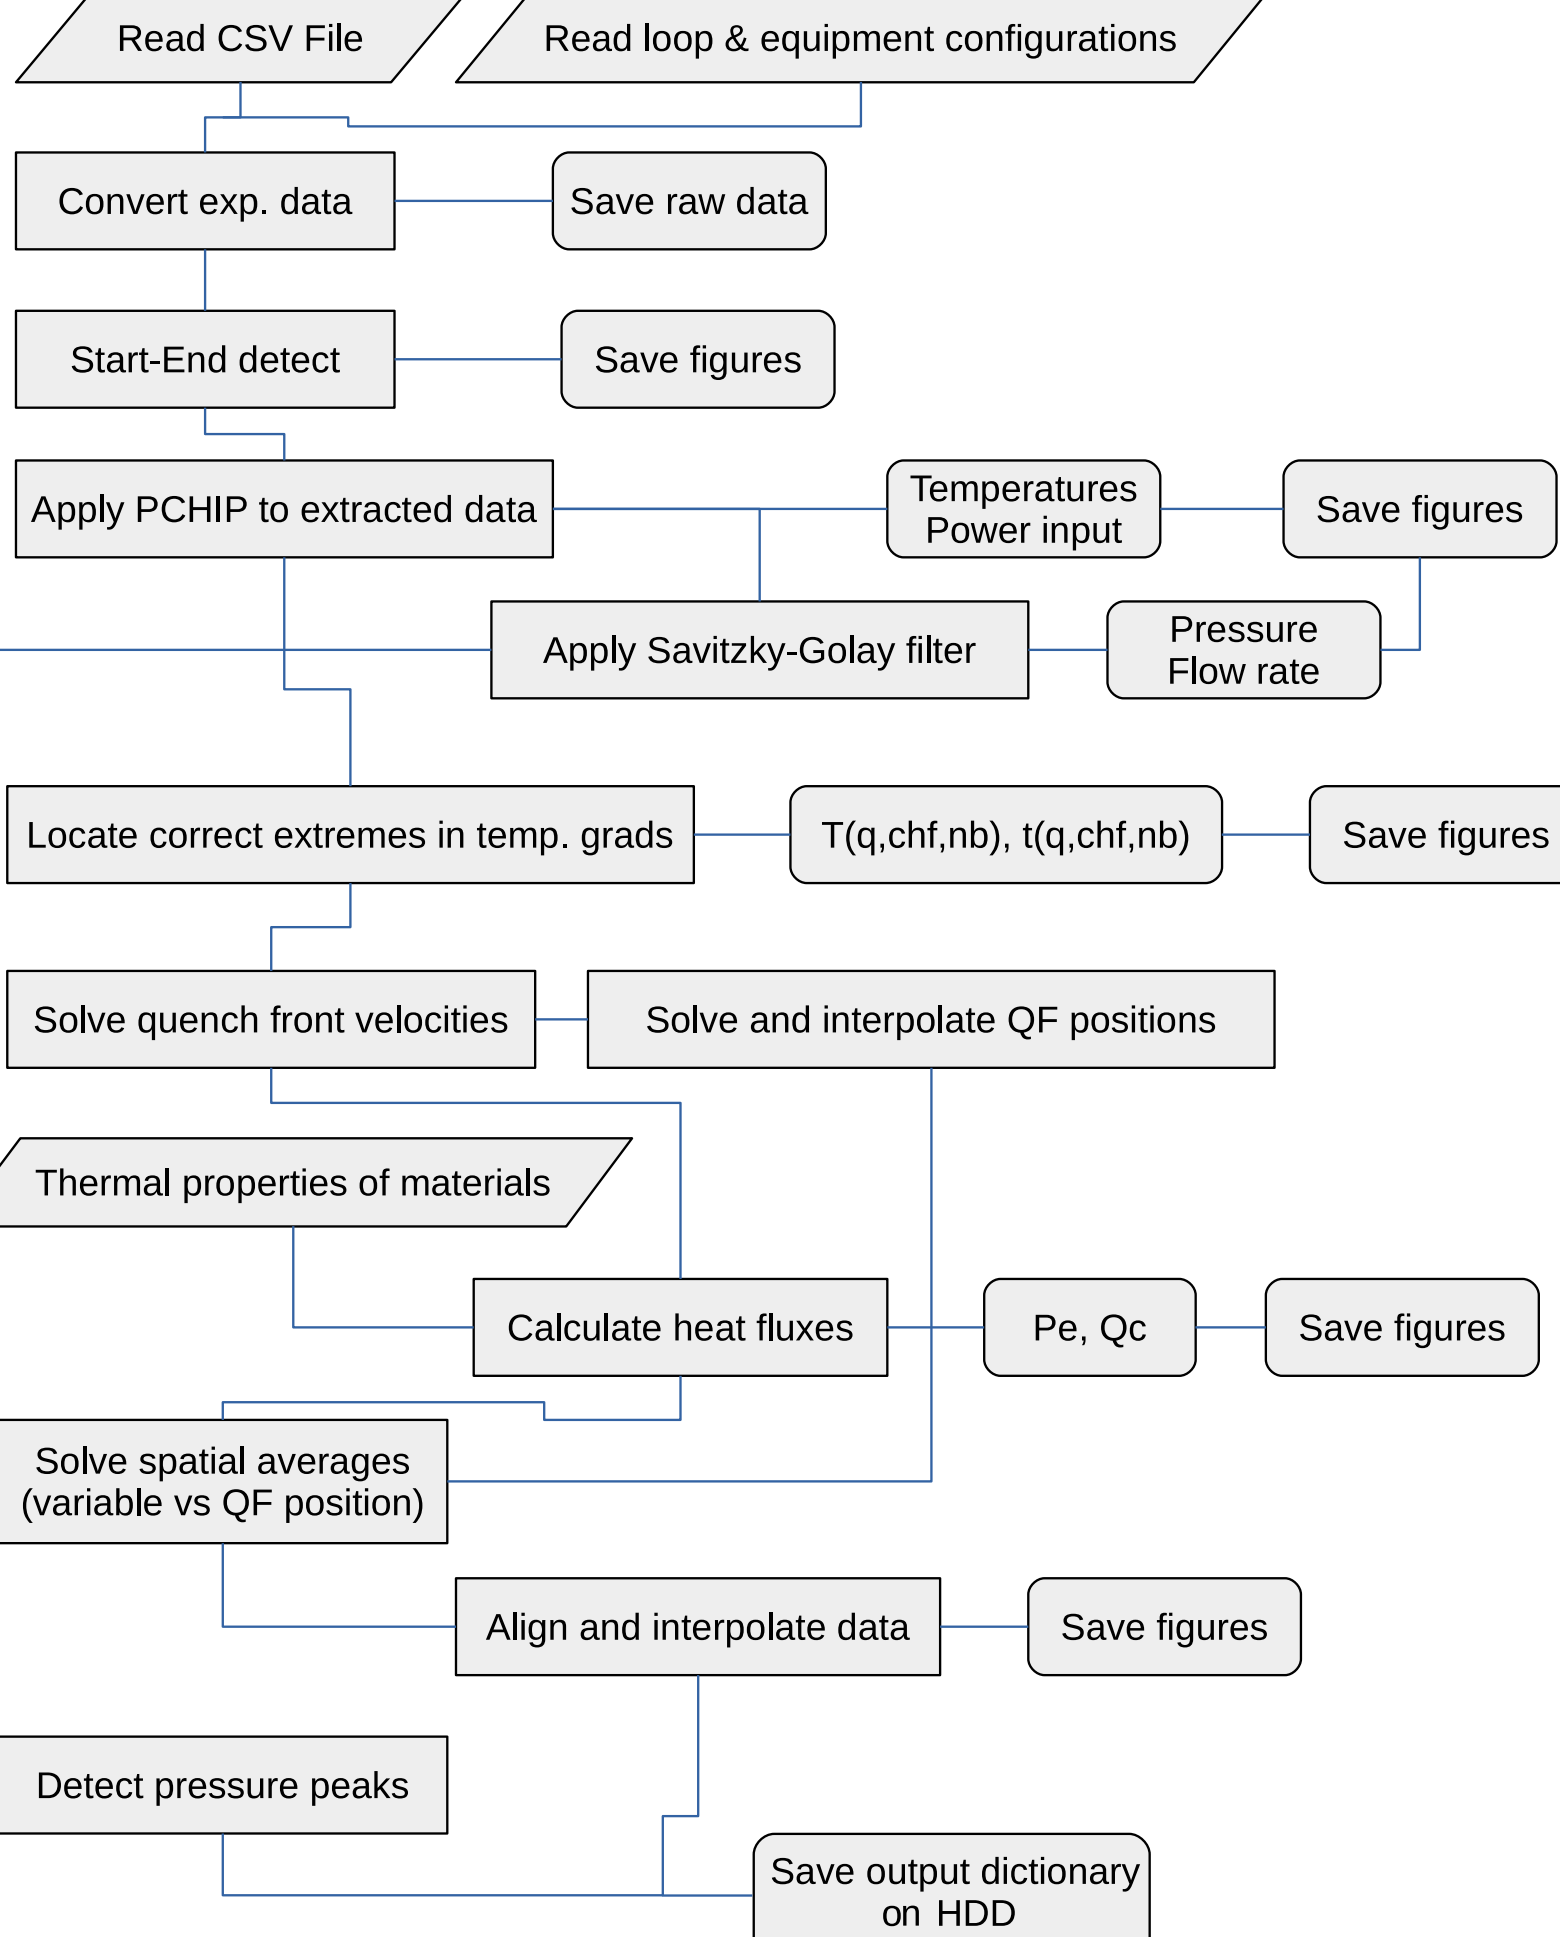 Read CSV File
Read loop & equipment configurations
Convert exp. data
Save raw data
Start-End detect
Save figures
Apply PCHIP to extracted data
Temperatures
Power input
Save figures
Apply Savitzky-Golay filter
Pressure
Flow rate
Locate correct extremes in temp. grads
T(q,chf,nb), t(q,chf,nb)
Save figures
Solve quench front velocities
Solve and interpolate QF positions
Thermal properties of materials
Calculate heat fluxes
Pe, Qc
Save figures
Solve spatial averages
(variable vs QF position)
Align and interpolate data
Save figures
Detect pressure peaks
Save output dictionary
on HDD